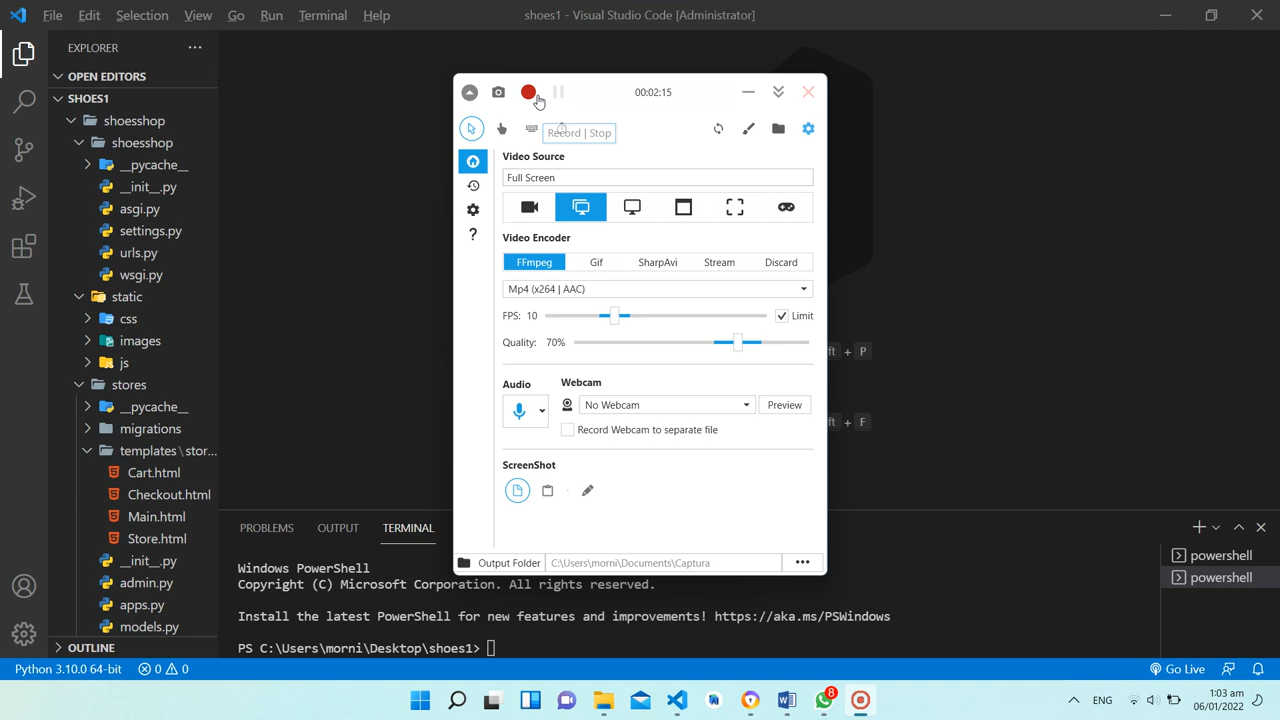 File Edit Selection View Go Run Terminal Help shoes1 - Visual Studio Code [Administrator]
EXPLORER
OPEN EDITORS
SHOES1
shoesshop
shoesshop
__pycache__
__init__.py
asgi.py
settings.py
urls.py
wsgi.py
static
css
images
js
stores
__pycache__
migrations
templates\stor...
Cart.html
Checkout.html
Main.html
Store.html
__init__.py
admin.py
apps.py
models.py
OUTLINE
00:02:15
Record | Stop
Video Source
Full Screen
Video Encoder
FFmpeg Gif SharpAvi Stream Discard
Mp4 (x264 | AAC)
FPS: 10 Limit
Quality: 70%
Audio Webcam
No Webcam Preview
Record Webcam to separate file
ScreenShot
Output Folder C:\Users\morni\Documents\Captura
+ P
+ F
PROBLEMS OUTPUT TERMINAL
Windows PowerShell
Copyright (C) Microsoft Corporation. All rights reserved.
Install the latest PowerShell for new features and improvements! https://aka.ms/PSWindows
PS C:\Users\morni\Desktop\shoes1>
powershell
powershell
Python 3.10.0 64-bit 0 0 Go Live
8
ENG
1:03 am
06/01/2022